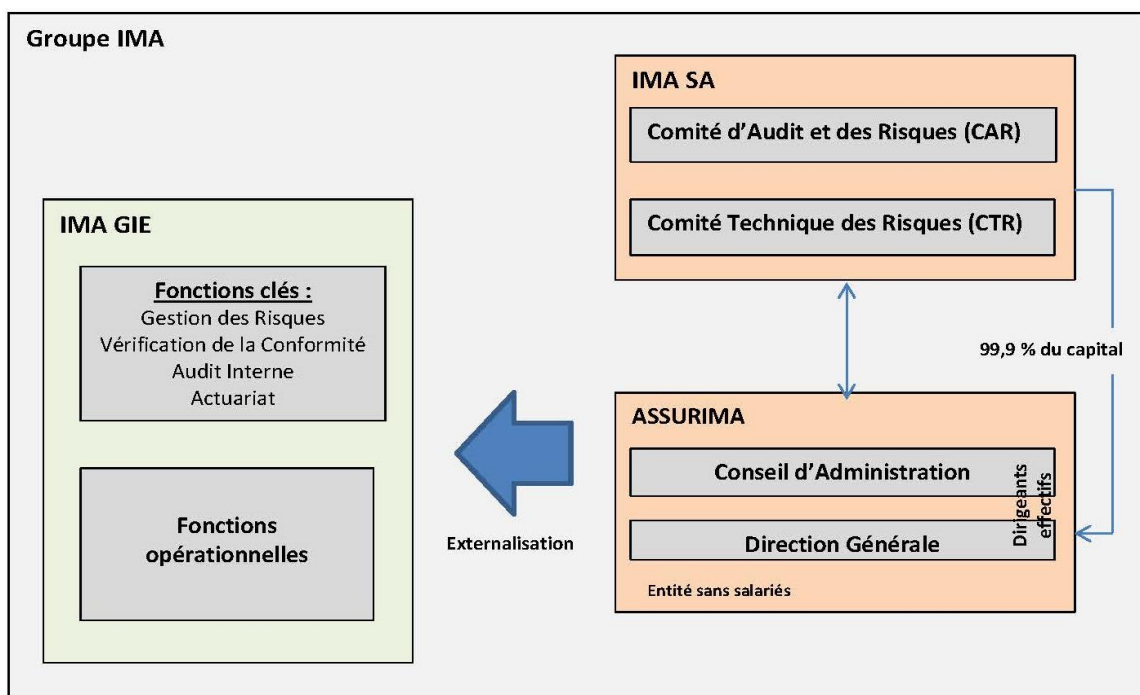 Groupe IMA
IMA SA
Comité d'Audit et des Risques (CAR)
Comité Technique des Risques (CTR)
IMA GIE
Fonctions clés :
Gestion des Risques
Vérification de la Conformité
Audit Interne
Actuariat
Fonctions
opérationnelles
Externalisation
99,9 % du capital
ASSURIMA
Conseil d'Administration
Direction Générale
Dirigeants
effectifs
Entité sans salariés